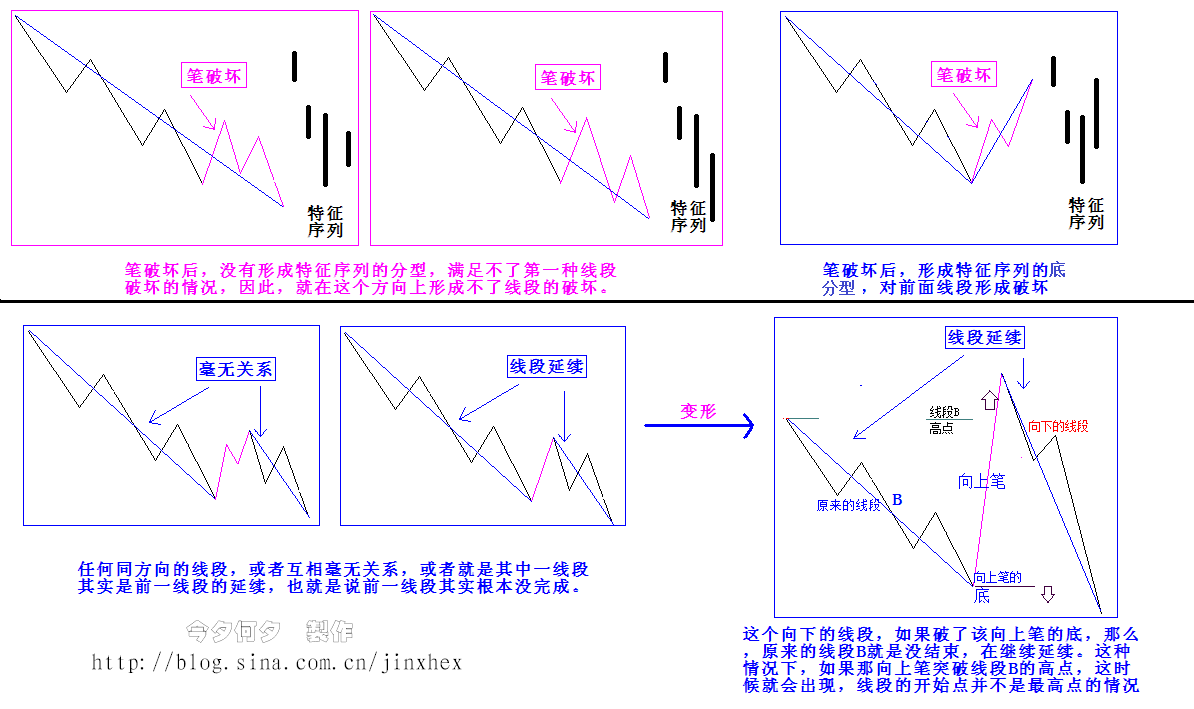 笔破坏
特征
序列
笔破坏
特征
序列
笔破坏
特征
序列
笔破坏后，没有形成特征序列的分型，满足不了第一种线段
破坏的情况，因此，就在这个方向上形成不了线段的破坏。
笔破坏后，形成特征序列的底
分型，对前面线段形成破坏
毫无关系
线段延续
变形
线段延续
线段B
高点
向下的线段
向上笔
原来的线段
B
向上笔的
底
任何同方向的线段，或者互相毫无关系，或者就是其中一线段
其实是前一线段的延续，也就是说前一线段其实根本没完成。
今夕何夕 製作
http://blog.sina.com.cn/jinxhex
这个向下的线段，如果破了该向上笔的底，那么
，原来的线段B就是没结束，在继续延续。这种
情况下，如果那向上笔突破线段B的高点，这时
候就会出现，线段的开始点并不是最高点的情况